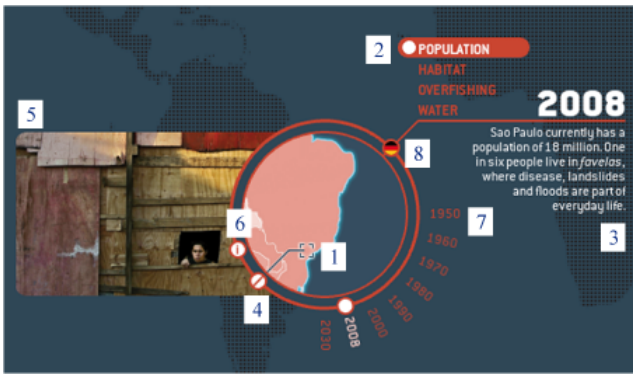 2
POPULATION
HABITAT
OVERFISHING
WATER
2008
5
Sao Paulo currently has a
population of 18 million. One
in six people live in favelas,
where disease, landslides
and floods are part of
everyday life.
8
6
7
3
1
4
1950
1960
1970
1980
1990
2000
2008
2030